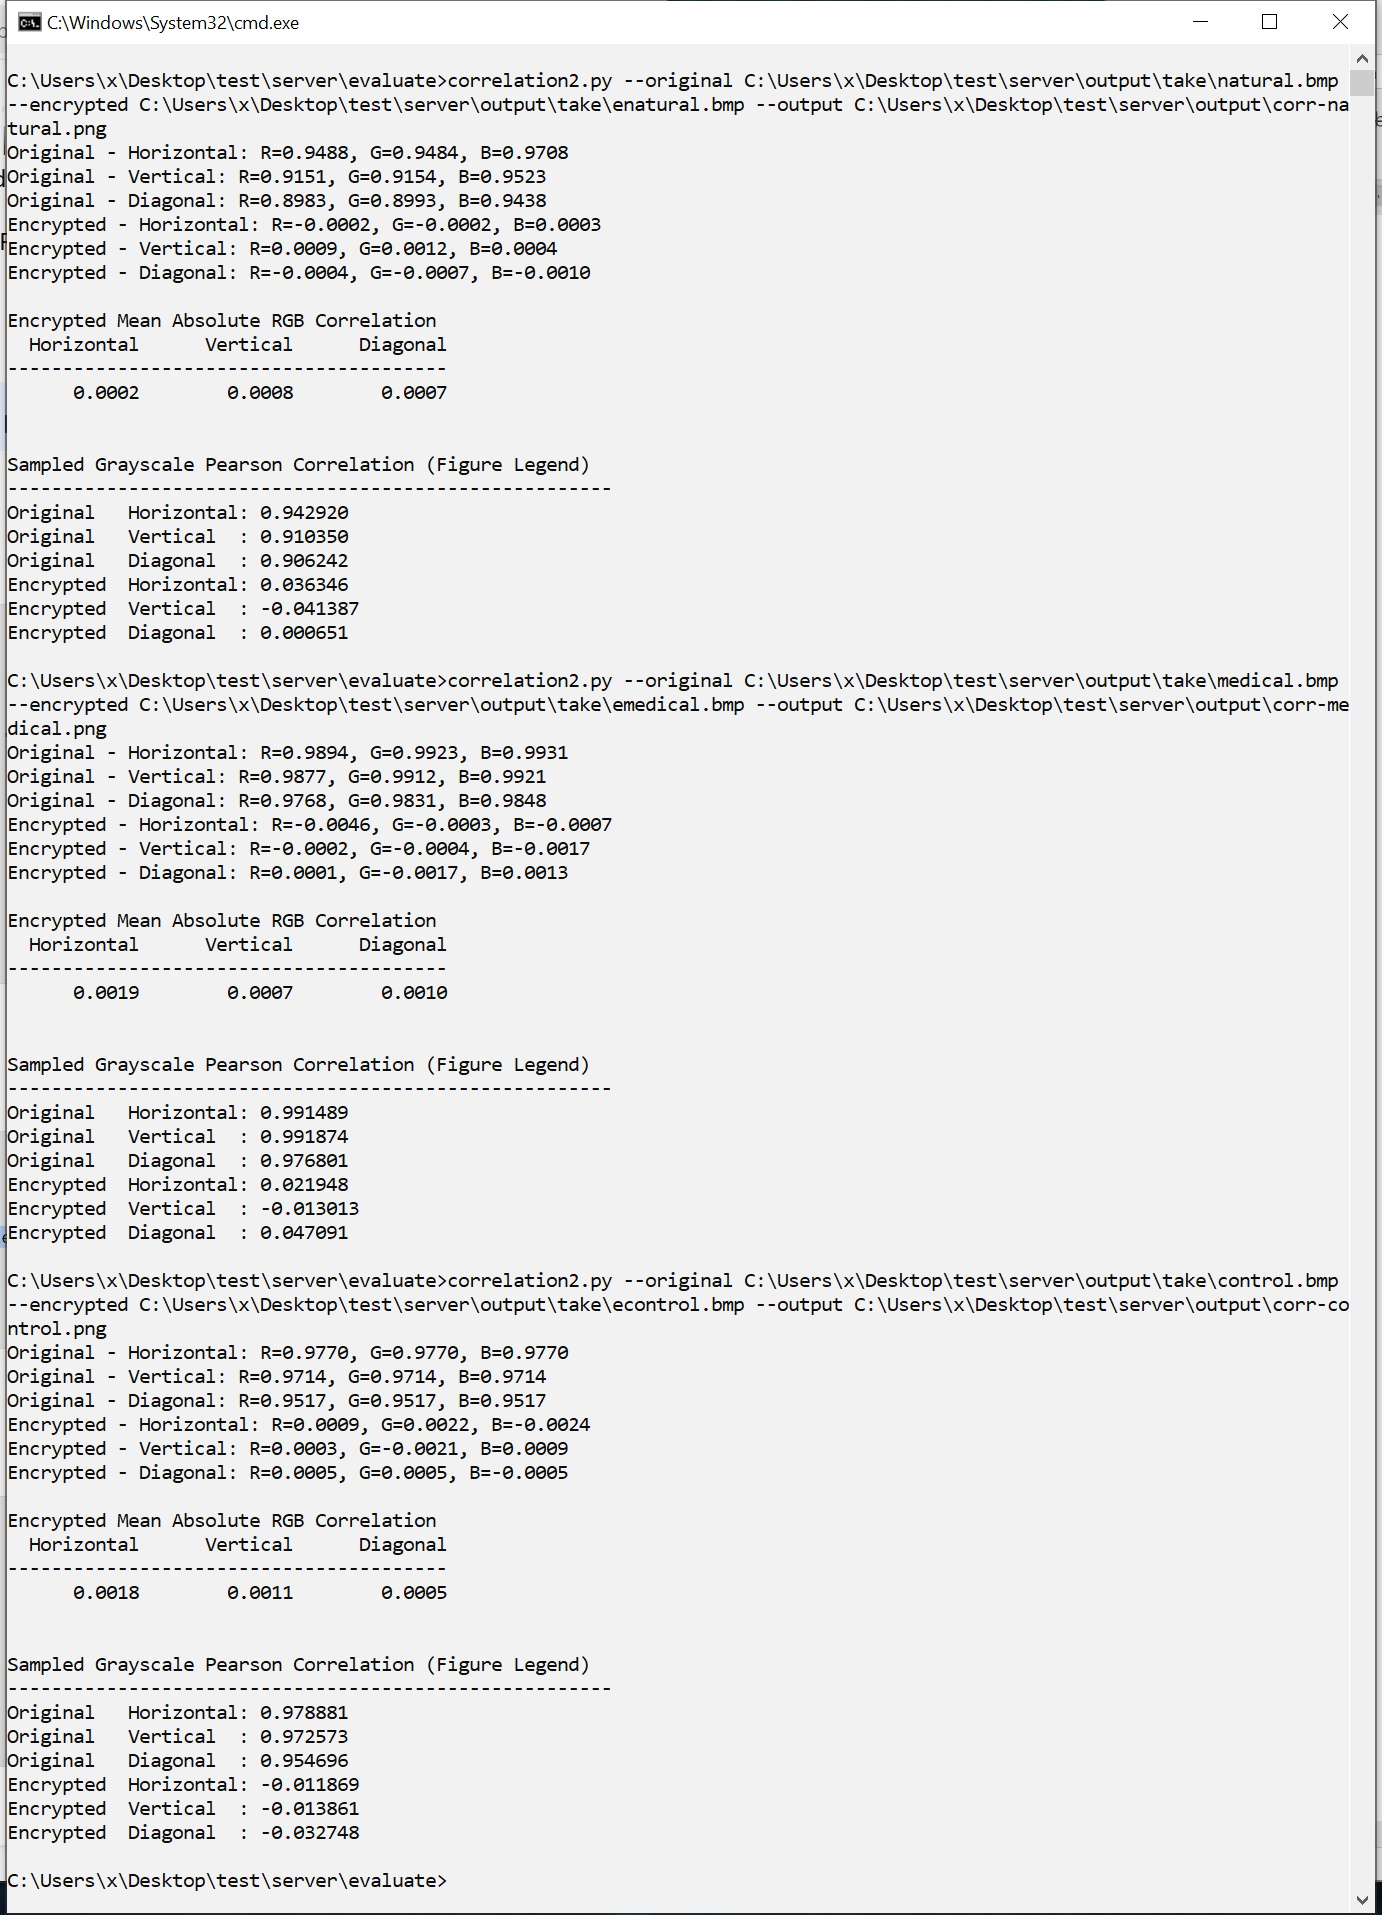 C:\Windows\System32\cmd.exe
C:\Users\x\Desktop\test\server\evaluate>correlation2.py --original C:\Users\x\Desktop\test\server\output\take\natural.bmp
--encrypted C:\Users\x\Desktop\test\server\output\take\enatural.bmp --output C:\Users\x\Desktop\test\server\output\corr-na
tural.png
Original - Horizontal: R=0.9488, G=0.9484, B=0.9708
Original - Vertical: R=0.9151, G=0.9154, B=0.9523
Original - Diagonal: R=0.8983, G=0.8993, B=0.9438
Encrypted - Horizontal: R=-0.0002, G=-0.0002, B=0.0003
Encrypted - Vertical: R=0.0009, G=0.0012, B=0.0004
Encrypted - Diagonal: R=-0.0004, G=-0.0007, B=-0.0010
Encrypted Mean Absolute RGB Correlation
Horizontal Vertical Diagonal
----------------------------------------
0.0002 0.0008 0.0007
Sampled Grayscale Pearson Correlation (Figure Legend)
-------------------------------------------------------
Original Horizontal: 0.942920
Original Vertical : 0.910350
Original Diagonal : 0.906242
Encrypted Horizontal: 0.036346
Encrypted Vertical : -0.041387
Encrypted Diagonal : 0.000651
C:\Users\x\Desktop\test\server\evaluate>correlation2.py --original C:\Users\x\Desktop\test\server\output\take\medical.bmp
--encrypted C:\Users\x\Desktop\test\server\output\take\emedical.bmp --output C:\Users\x\Desktop\test\server\output\corr-me
dical.png
Original - Horizontal: R=0.9894, G=0.9923, B=0.9931
Original - Vertical: R=0.9877, G=0.9912, B=0.9921
Original - Diagonal: R=0.9768, G=0.9831, B=0.9848
Encrypted - Horizontal: R=-0.0046, G=-0.0003, B=-0.0007
Encrypted - Vertical: R=-0.0002, G=-0.0004, B=-0.0017
Encrypted - Diagonal: R=0.0001, G=-0.0017, B=0.0013
Encrypted Mean Absolute RGB Correlation
Horizontal Vertical Diagonal
----------------------------------------
0.0019 0.0007 0.0010
Sampled Grayscale Pearson Correlation (Figure Legend)
-------------------------------------------------------
Original Horizontal: 0.991489
Original Vertical : 0.991874
Original Diagonal : 0.976801
Encrypted Horizontal: 0.021948
Encrypted Vertical : -0.013013
Encrypted Diagonal : 0.047091
C:\Users\x\Desktop\test\server\evaluate>correlation2.py --original C:\Users\x\Desktop\test\server\output\take\control.bmp
--encrypted C:\Users\x\Desktop\test\server\output\take\econtrol.bmp --output C:\Users\x\Desktop\test\server\output\corr-co
ntrol.png
Original - Horizontal: R=0.9770, G=0.9770, B=0.9770
Original - Vertical: R=0.9714, G=0.9714, B=0.9714
Original - Diagonal: R=0.9517, G=0.9517, B=0.9517
Encrypted - Horizontal: R=0.0009, G=0.0022, B=-0.0024
Encrypted - Vertical: R=0.0003, G=-0.0021, B=0.0009
Encrypted - Diagonal: R=0.0005, G=0.0005, B=-0.0005
Encrypted Mean Absolute RGB Correlation
Horizontal Vertical Diagonal
----------------------------------------
0.0018 0.0011 0.0005
Sampled Grayscale Pearson Correlation (Figure Legend)
-------------------------------------------------------
Original Horizontal: 0.978881
Original Vertical : 0.972573
Original Diagonal : 0.954696
Encrypted Horizontal: -0.011869
Encrypted Vertical : -0.013861
Encrypted Diagonal : -0.032748
C:\Users\x\Desktop\test\server\evaluate>